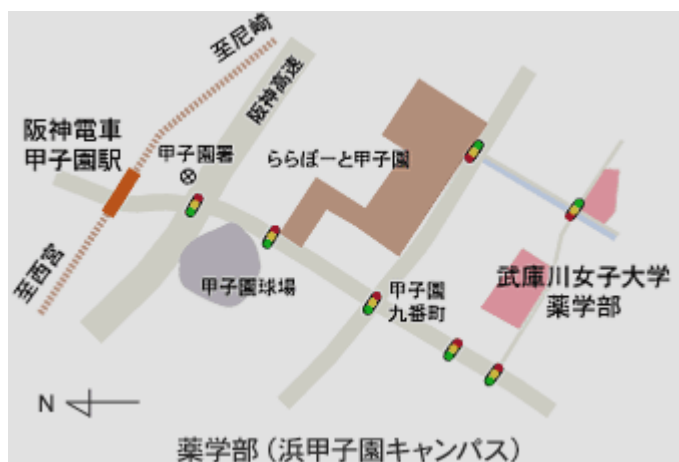 至尼崎
阪神高速
阪神電車
甲子園駅
甲子園署
ららぽーと甲子園
至西宮
甲子園球場
甲子園
九番町
武庫川女子大学
薬学部
N
薬学部（浜甲子園キャンパス）